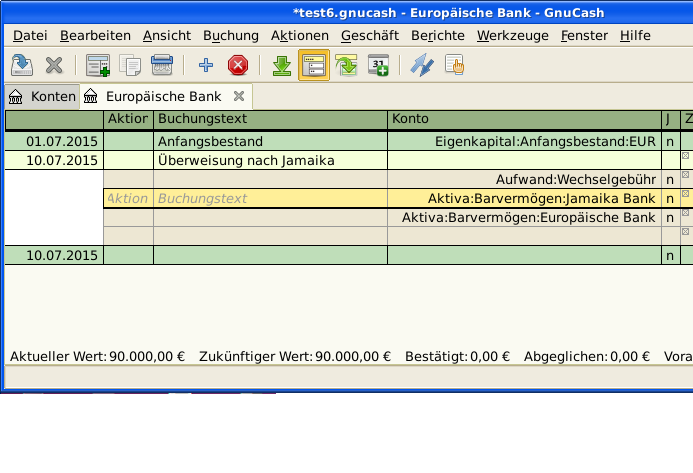 *test6.gnucash - Europäische Bank - GnuCash
Datei Bearbeiten Ansicht Buchung Aktionen Geschäft Berichte Werkzeuge Fenster Hilfe
31
Konten Europäische Bank
Aktion Buchungstext Konto J Z
01.07.2015 Anfangsbestand Eigenkapital:Anfangsbestand:EUR n
10.07.2015 Überweisung nach Jamaika
Aufwand:Wechselgebühr n
Aktion Buchungstext Aktiva:Barvermögen:Jamaika Bank n
Aktiva:Barvermögen:Europäische Bank n
10.07.2015 n
Aktueller Wert: 90.000,00 € Zukünftiger Wert: 90.000,00 € Bestätigt: 0,00 € Abgeglichen: 0,00 € Vora